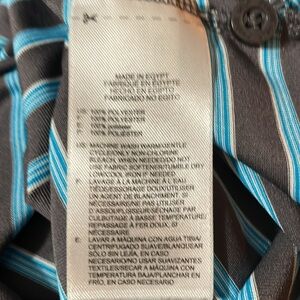 MADE IN EGYPT
FABRIQUÉ EN ÉGYPTE
HECHO EN EGIPTO
FABRICADO NO EGITO
100% POLYESTER
100% POLYESTER
100% poliéster
100% POLIÉSTER
MACHINE WASH WARM/GENTLE
CYCLE/ONLY NON-CHLORINE
BLEACH, WHEN NEEDED/DO NOT
USE FABRIC SOFTENER/TUMBLE DRY
LOW/COOL IRON IF NEEDED.
F: LAVAGE À LA MACHINE À L'EAU
TIÈDE/ESSORAGE DOUX/UTILISER
UN AGENT DE BLANCHIMENT, SI
NÉCESSAIRE/NE PAS UTILISER
D'ASSOUPLISSEUR/SÉCHAGE PAR
CULBUTAGE À BASSE TEMPÉRATURE/
REPASSAGE À FER DOUX, SI
NÉCESSAIRE.
E: LAVAR A MÁQUINA CON AGUA TIBIA/
CENTRIFUGADO SUAVE/BLANQUEAR
SÓLO SIN LEJÍA, EN CASO
NECESARIO/NO USAR SUAVIZANTES
TEXTILES/SECAR A MÁQUINA CON
TEMPERATURA BAJA/PLANCHAR EN
FRÍO, EN CASO NECESARIO.